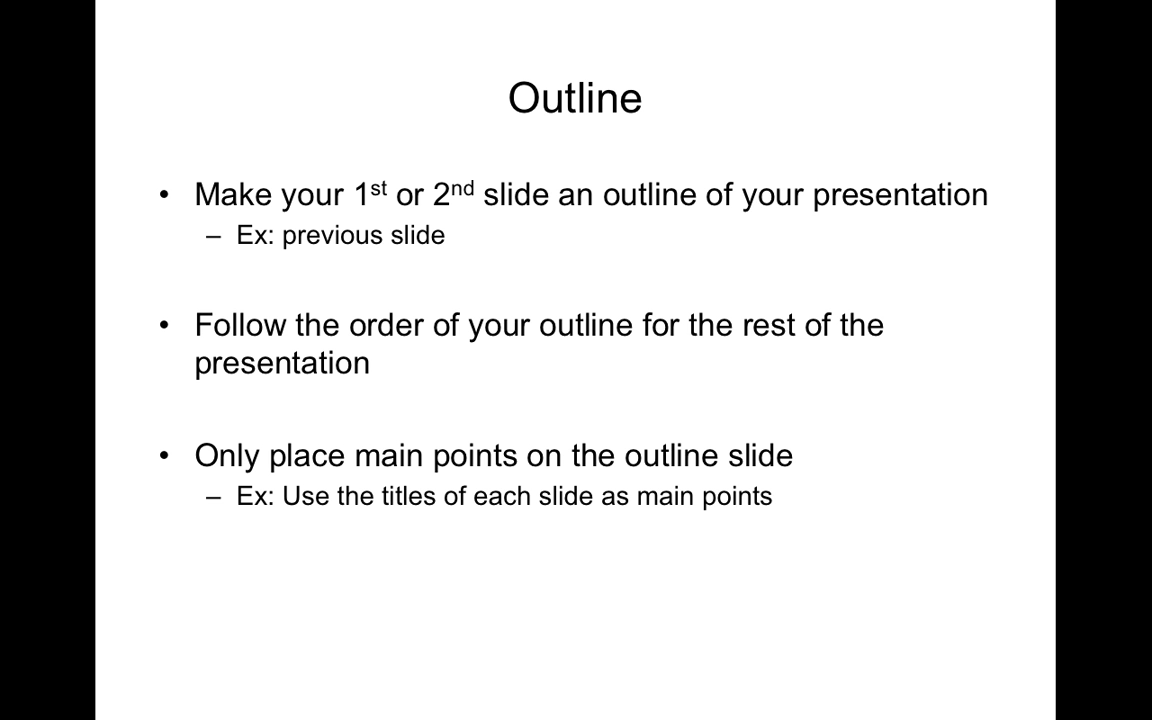 Outline
• Make your 1st or 2nd slide an outline of your presentation
– Ex: previous slide
• Follow the order of your outline for the rest of the
presentation
• Only place main points on the outline slide
– Ex: Use the titles of each slide as main points